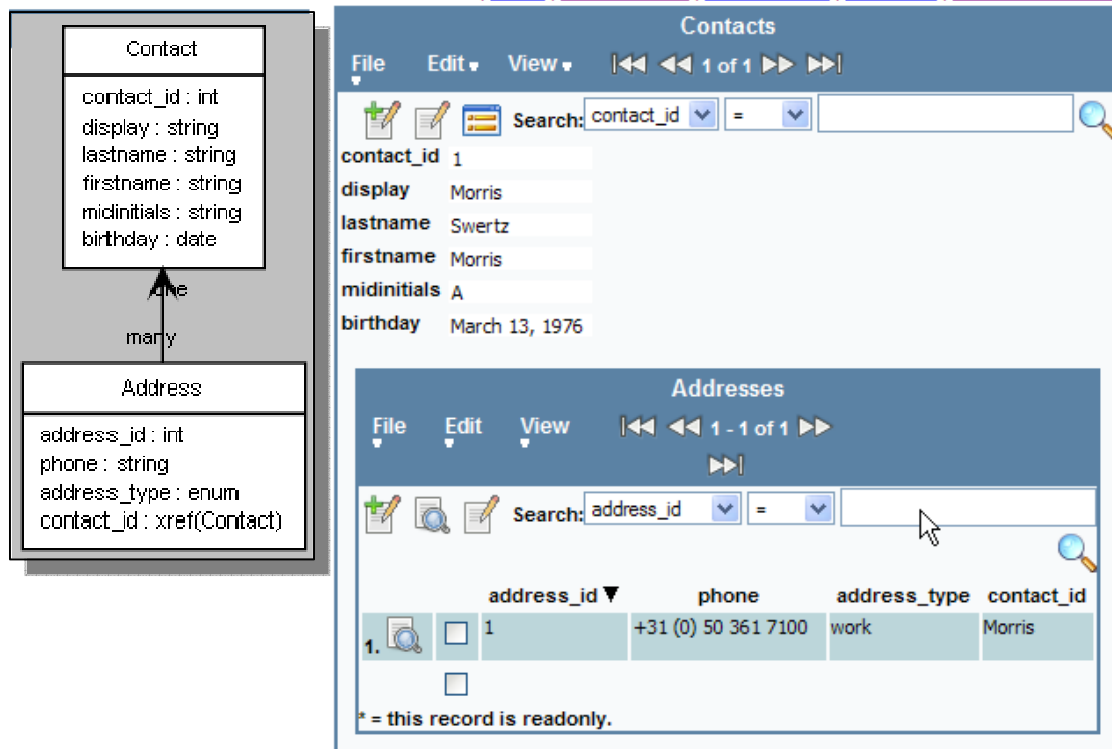 Contact
contact_id : int
display : string
lastname : string
firstname : string
midinitials : string
birthday : date
one
many
Address
address_id : int
phone : string
address_type : enum
contact_id : xref(Contact)
Contacts
File Edit View 1 of 1
Search: contact_id =
contact_id 1
display Morris
lastname Swertz
firstname Morris
midinitials A
birthday March 13, 1976
Addresses
File Edit View 1 - 1 of 1
Search: address_id =
address_id phone address_type contact_id
1. 1 +31 (0) 50 361 7100 work Morris
* = this record is readonly.